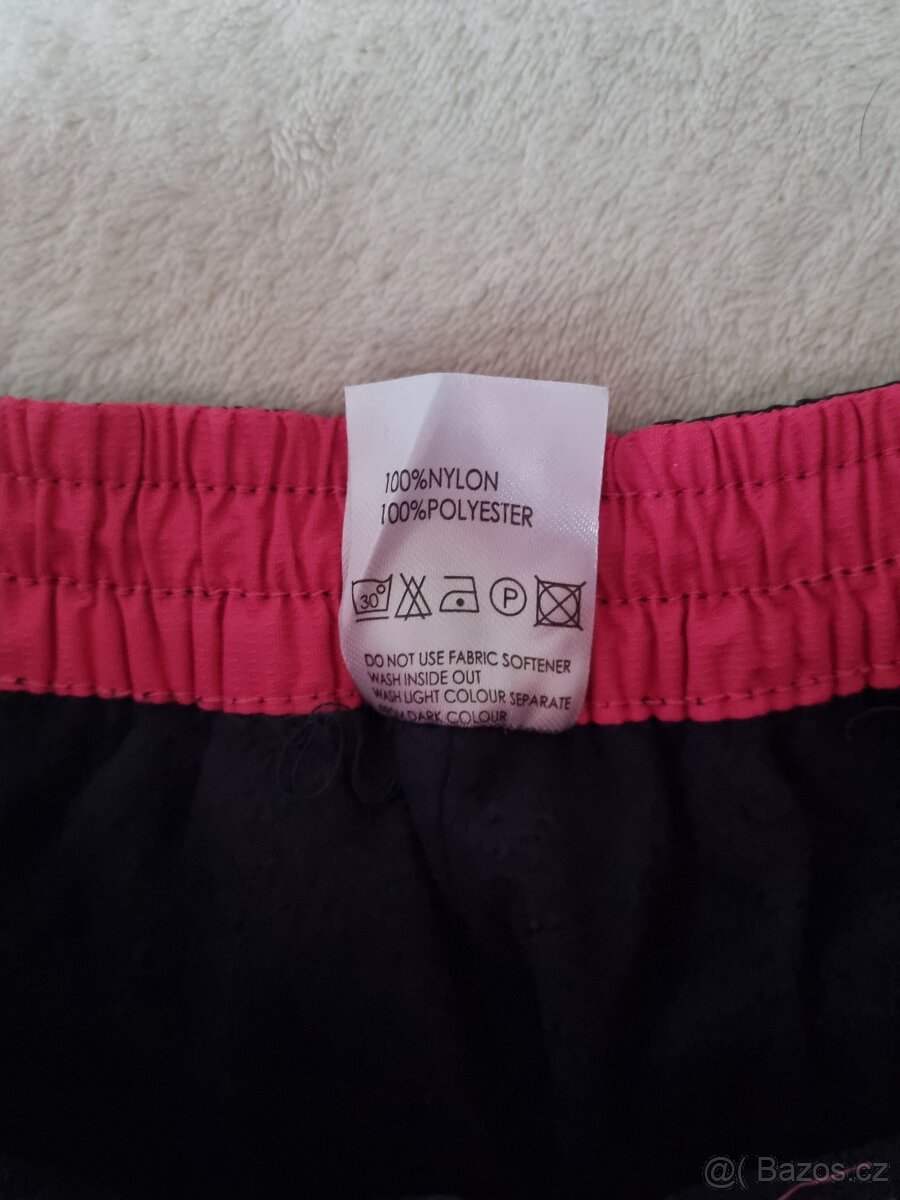 100%NYLON
100%POLYESTER
30°
P
DO NOT USE FABRIC SOFTENER
WASH INSIDE OUT
WASH LIGHT COLOUR SEPARATE
FROM DARK COLOUR
@( Bazos.cz